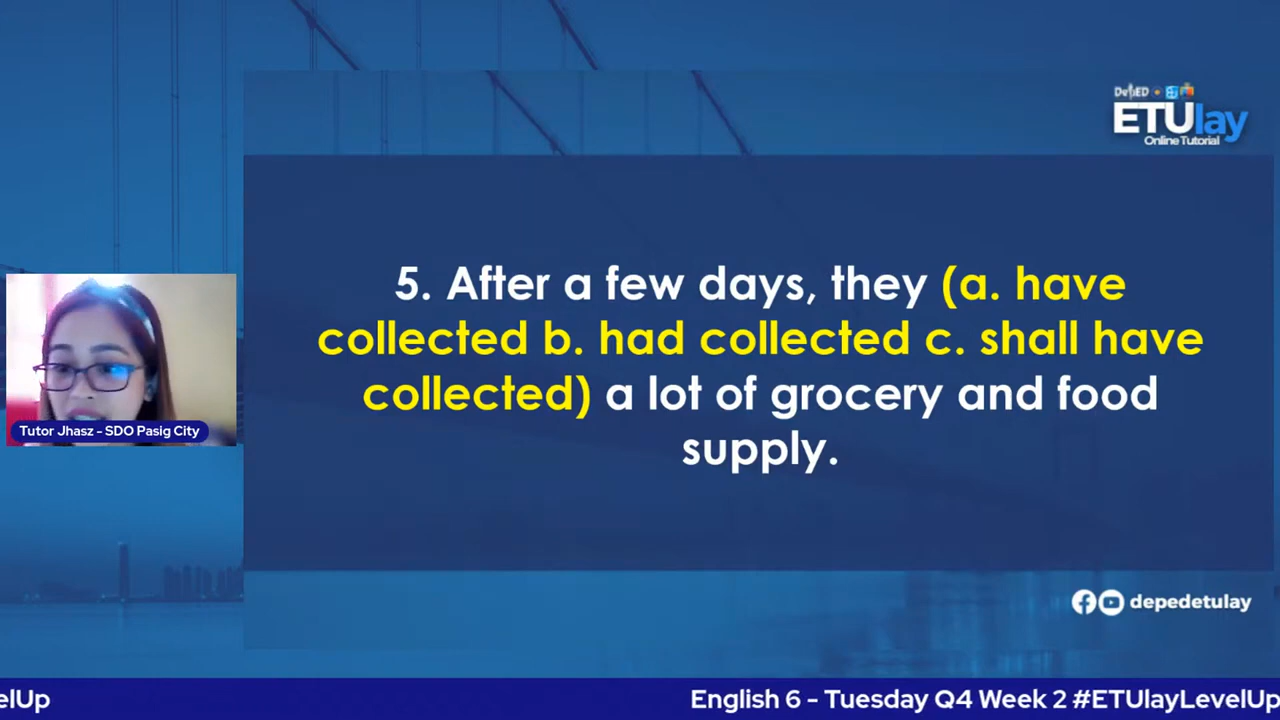 DepED
ETUlay
Online Tutorial
5. After a few days, they (a. have
collected b. had collected c. shall have
collected) a lot of grocery and food
supply.
Tutor Jhasz - SDO Pasig City
depedetulay
elUp
English 6 - Tuesday Q4 Week 2 #ETUlayLevelUp